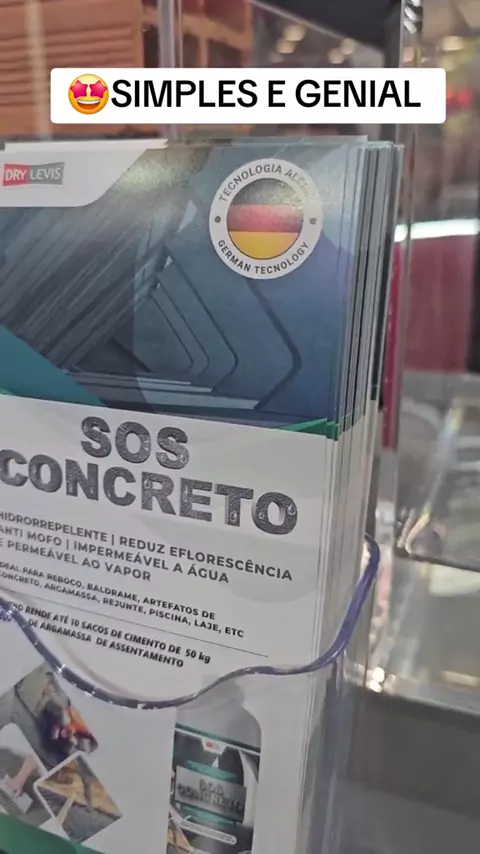 🤩SIMPLES E GENIAL
DRY LEVIS
TECNOLOGIA
GERMAN TECNOLOGY
SOS
CONCRETO
HIDRORREPELENTE | REDUZ EFLORESCÊNCIA
ANTI MOFO | IMPERMEÁVEL A ÁGUA
E PERMEÁVEL AO VAPOR
IDEAL PARA REBOCO, BALDRAME, ARTEFATOS DE
CONCRETO, ARGAMASSA, REJUNTE, PISCINA, LAJE, ETC
RENDE ATÉ 10 SACOS DE CIMENTO DE 50 kg
DE ARGAMASSA DE ASSENTAMENTO
SOS
CONCRETO